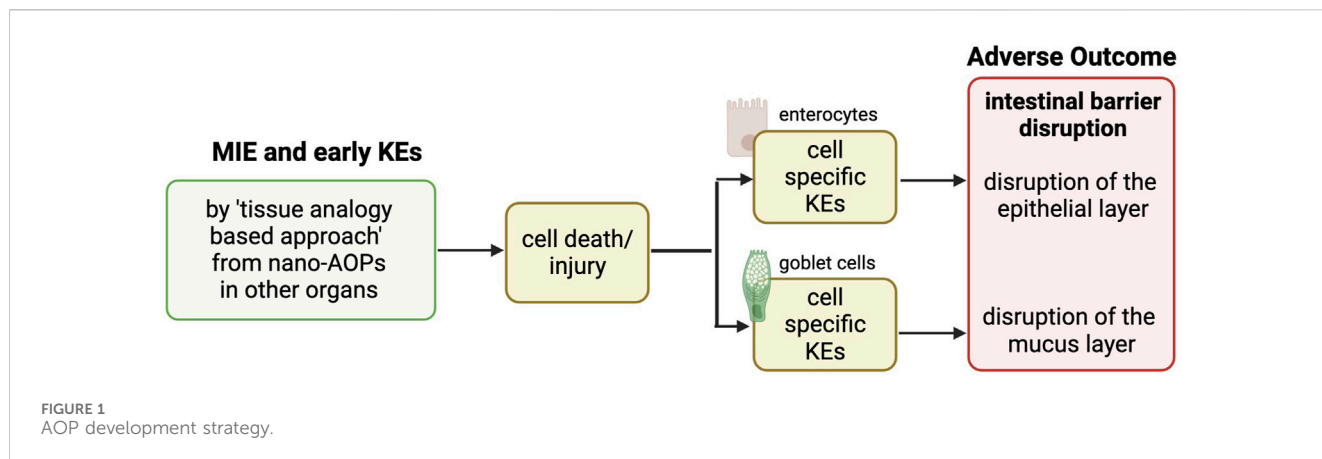 MIE and early KEs
by 'tissue analogy
based approach'
from nano-AOPs
in other organs
cell death/
injury
enterocytes
cell
specific
KEs
goblet cells
cell
specific
KEs
Adverse Outcome
intestinal barrier
disruption
disruption of the
epithelial layer
disruption of the
mucus layer
FIGURE 1
AOP development strategy.